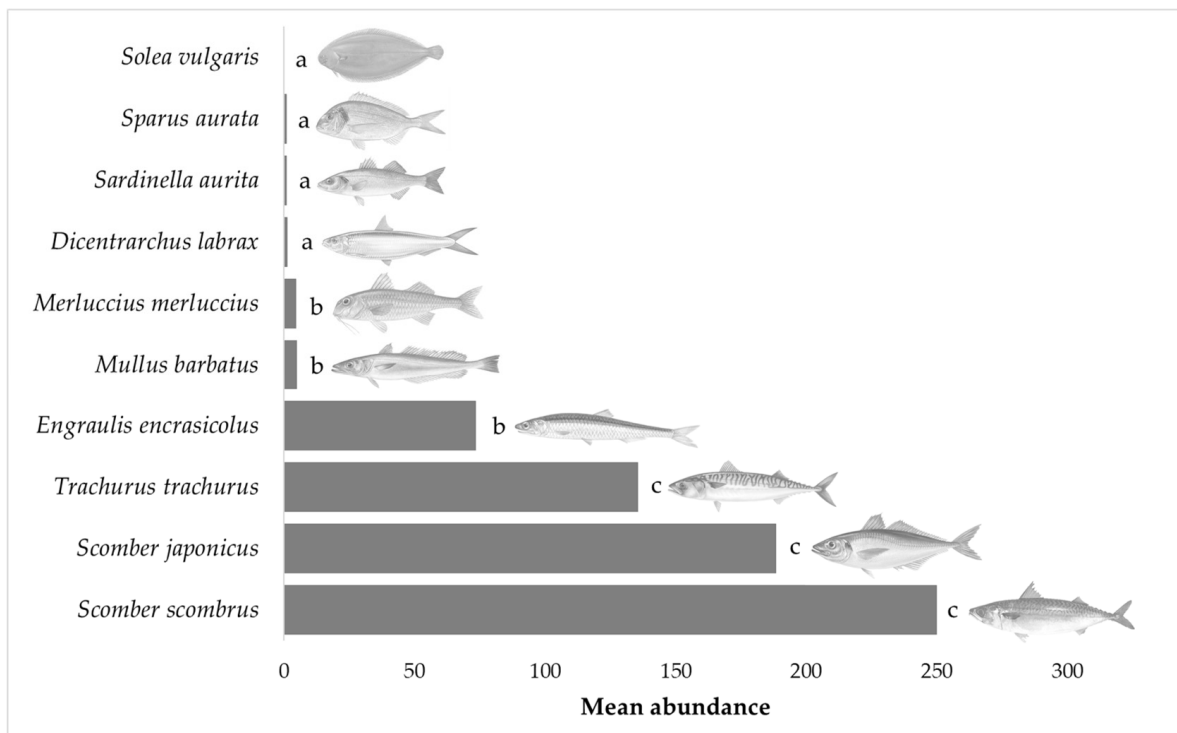 Solea vulgaris a
Sparus aurata a
Sardinella aurita a
Dicentrarchus labrax a
Merluccius merluccius b
Mullus barbatus b
Engraulis encrasicolus b
Trachurus trachurus c
Scomber japonicus c
Scomber scombrus c
0 50 100 150 200 250 300
Mean abundance